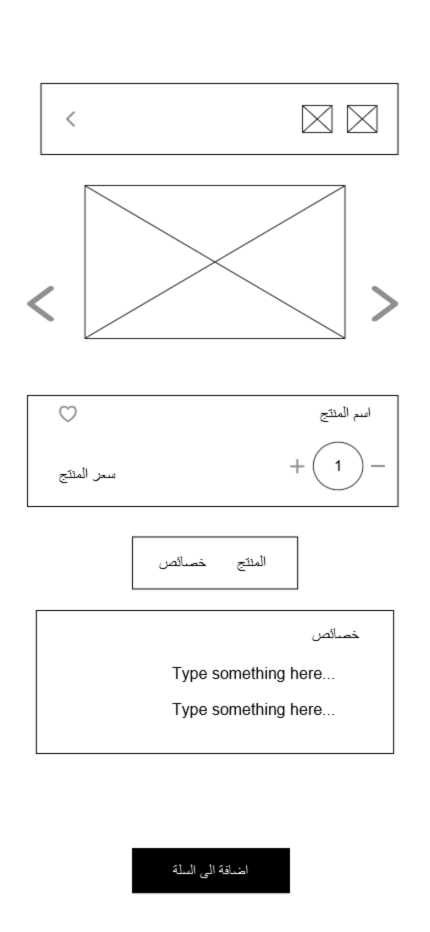 اسم المنتج
1
سعر المنتج
المنتج خصائص
خصائص
Type something here...
Type something here...
اضافة الى السلة